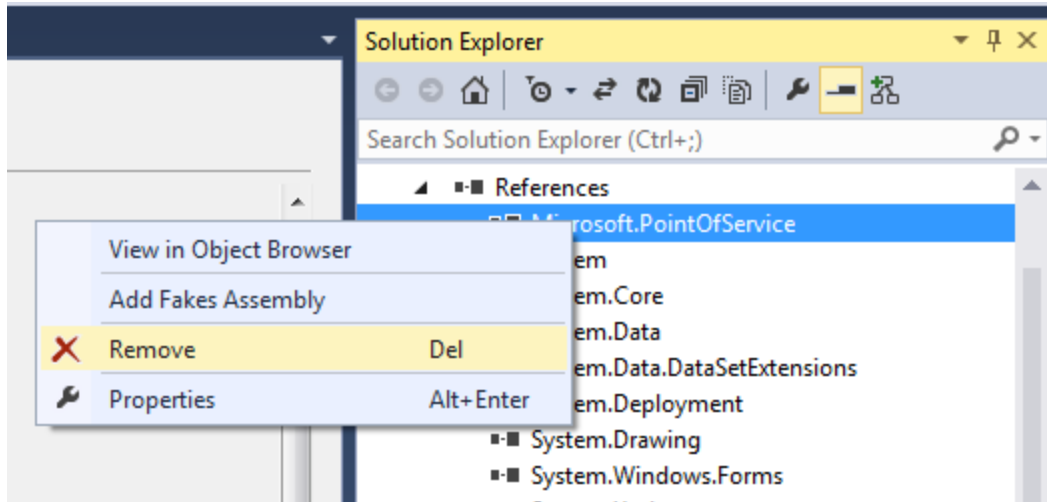 Solution Explorer
Search Solution Explorer (Ctrl+;)
References
rosoft.PointOfService
View in Object Browser
em
Add Fakes Assembly
em.Core
em.Data
Remove Del
em.Data.DataSetExtensions
Properties Alt+Enter
em.Deployment
System.Drawing
System.Windows.Forms